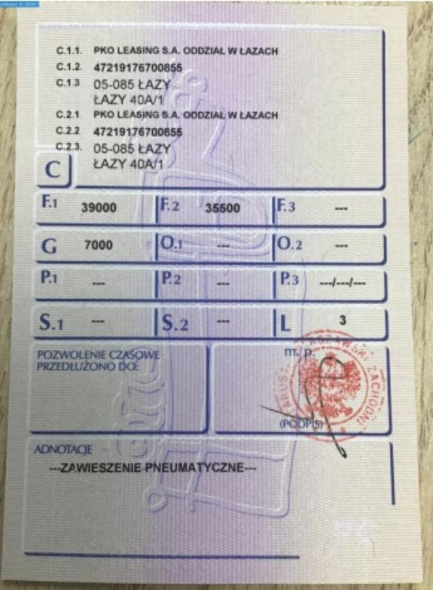 C.1.1. PKO LEASING S.A. ODDZIAŁ W ŁAZACH
C.1.2. 47219176700855
C.1.3 05-085 ŁAZY
ŁAZY 40A/1
C.2.1 PKO LEASING S.A. ODDZIAŁ W ŁAZACH
C.2.2 47219176700855
C.2.3. 05-085 ŁAZY
ŁAZY 40A/1
C
F.1 39000 F.2 35500 F.3 ---
G 7000 O.1 --- O.2 ---
P.1 --- P.2 --- P.3 ---/---/---
S.1 --- S.2 --- L 3
POZWOLENIE CZASOWE
PRZEDŁUŻONO DO:
m. p.
(PODPIS)
ADNOTACJE
---ZAWIESZENIE PNEUMATYCZNE---